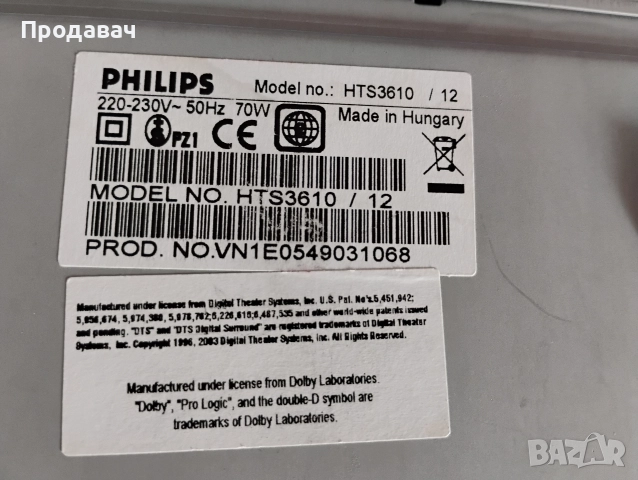 Продавач
PHILIPS Model no.: HTS3610 / 12
220-230V~ 50Hz 70W Made in Hungary
PZ1 CE
MODEL NO. HTS3610 / 12
PROD. NO.VN1E0549031068
Manufactured under license from Digital Theater Systems, Inc. U.S. Pat. No's.5,451,942;
5,956,674, 5,974,380, 5,978,762;5,226,616;6,487,535 and other world-wide patents issued
and pending. "DTS" and "DTS Digital Surround" are registered trademarks of Digital Theater
Systems, Inc. Copyright 1996, 2003 Digital Theater Systems, Inc. All Rights Reserved.
Manufactured under license from Dolby Laboratories.
"Dolby", "Pro Logic", and the double-D symbol are
trademarks of Dolby Laboratories.
BAZAR
bg